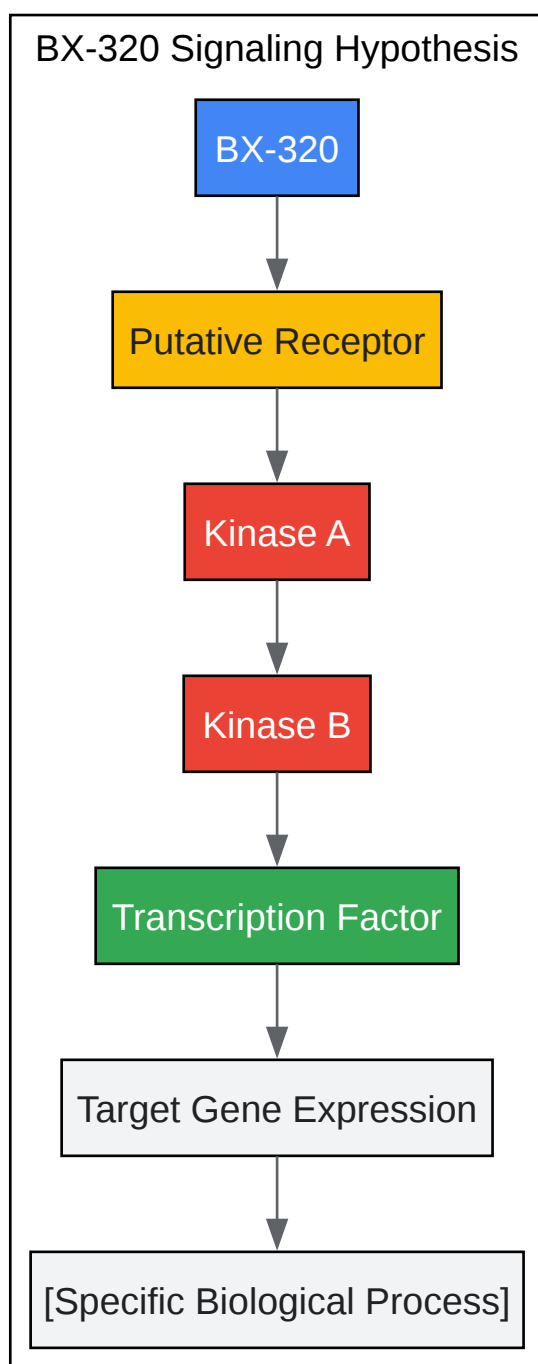 BX-320 Signaling Hypothesis
BX-320
Putative Receptor
Kinase A
Kinase B
Transcription Factor
Target Gene Expression
[Specific Biological Process]